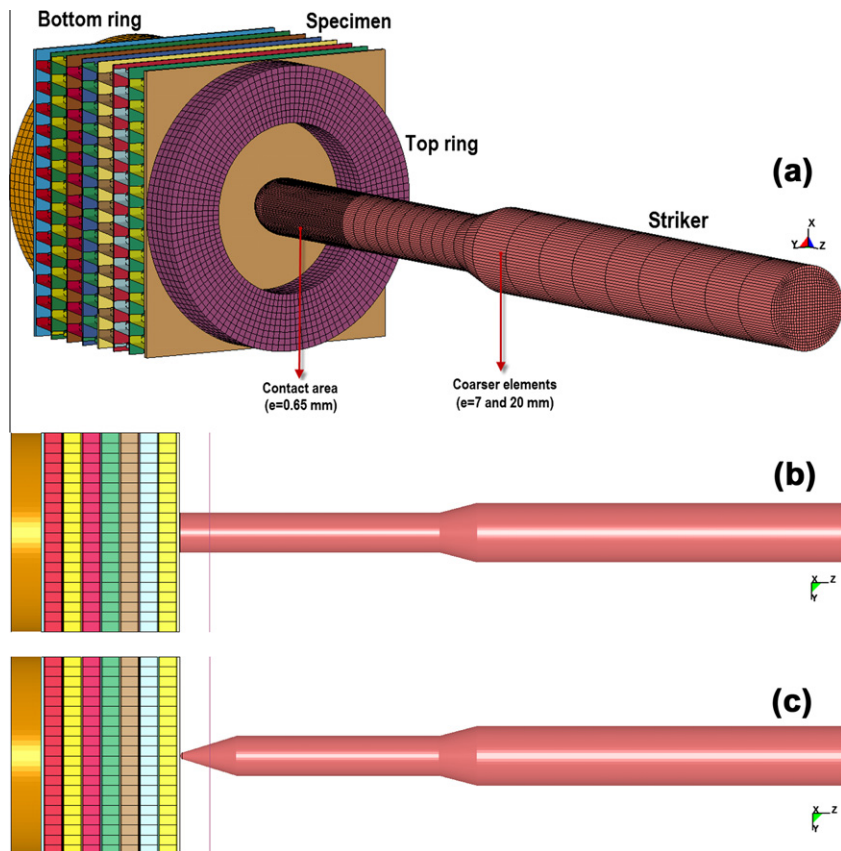 Bottom ring
Specimen
Top ring
(a)
Striker
X
Y Z
Contact area
(e=0.65 mm)
Coarser elements
(e=7 and 20 mm)
(b)
X Z
Y
(c)
X Z
Y